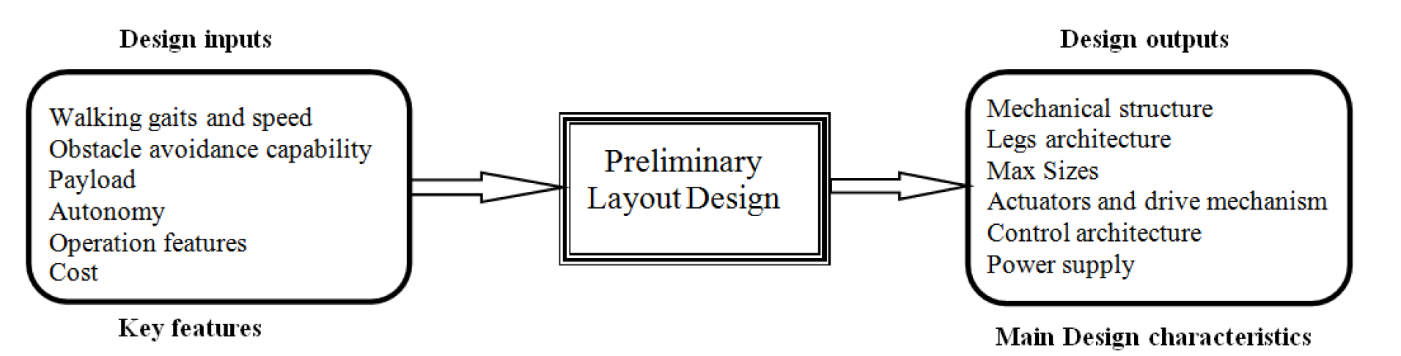 Design inputs
Walking gaits and speed
Obstacle avoidance capability
Payload
Autonomy
Operation features
Cost
Key features
Preliminary
Layout Design
Design outputs
Mechanical structure
Legs architecture
Max Sizes
Actuators and drive mechanism
Control architecture
Power supply
Main Design characteristics